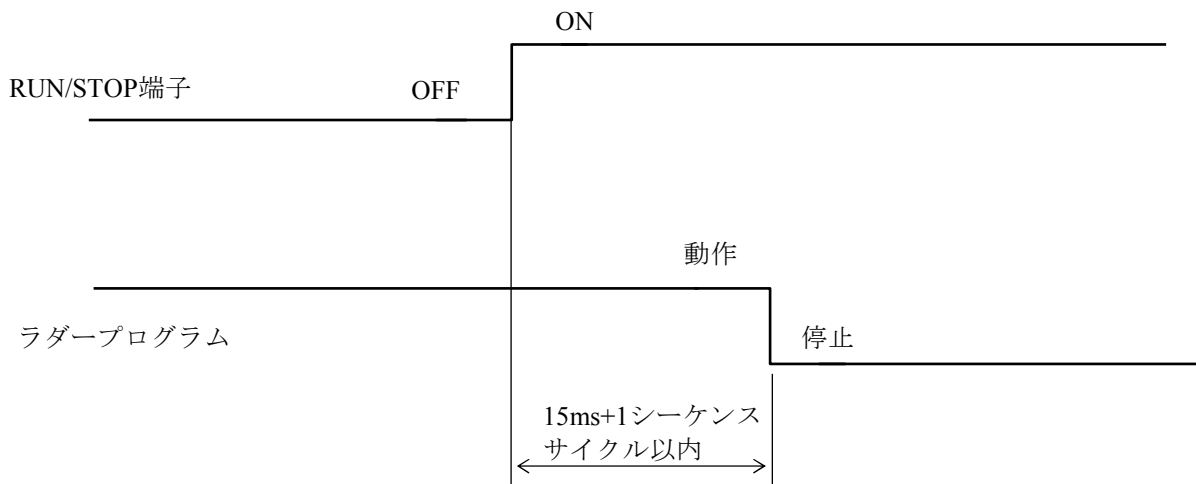 ON
RUN/STOP端子
OFF
動作
ラダープログラム
停止
15ms+1シーケンス
サイクル以内